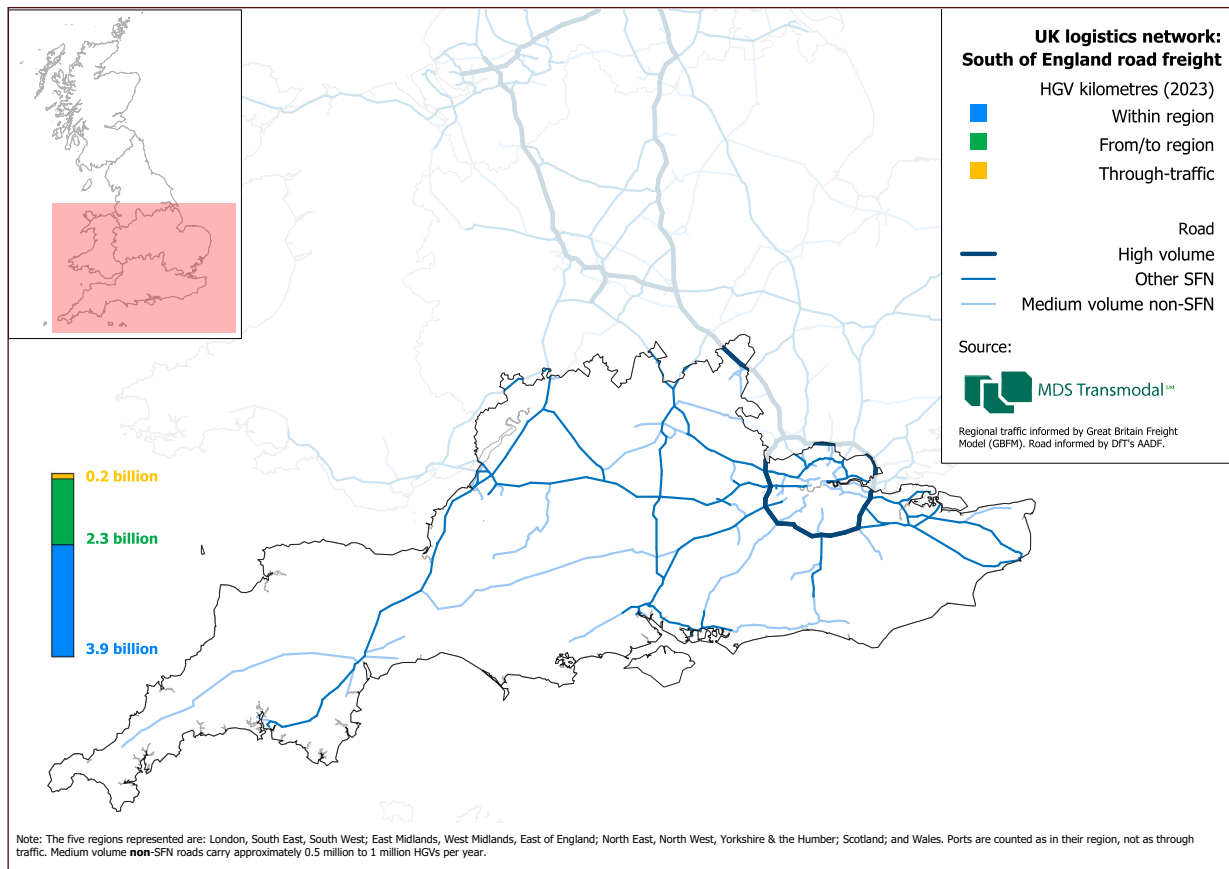 UK logistics network:
South of England road freight
HGV kilometres (2023)
Within region
From/to region
Through-traffic
Road
High volume
Other SFN
Medium volume non-SFN
Source:
MDS Transmodal Ltd
Regional traffic informed by Great Britain Freight
Model (GBFM). Road informed by DfT's AADF.
0.2 billion
2.3 billion
3.9 billion
Note: The five regions represented are: London, South East, South West; East Midlands, West Midlands, East of England; North East, North West, Yorkshire & the Humber; Scotland; and Wales. Ports are counted as in their region, not as through
traffic. Medium volume non-SFN roads carry approximately 0.5 million to 1 million HGVs per year.